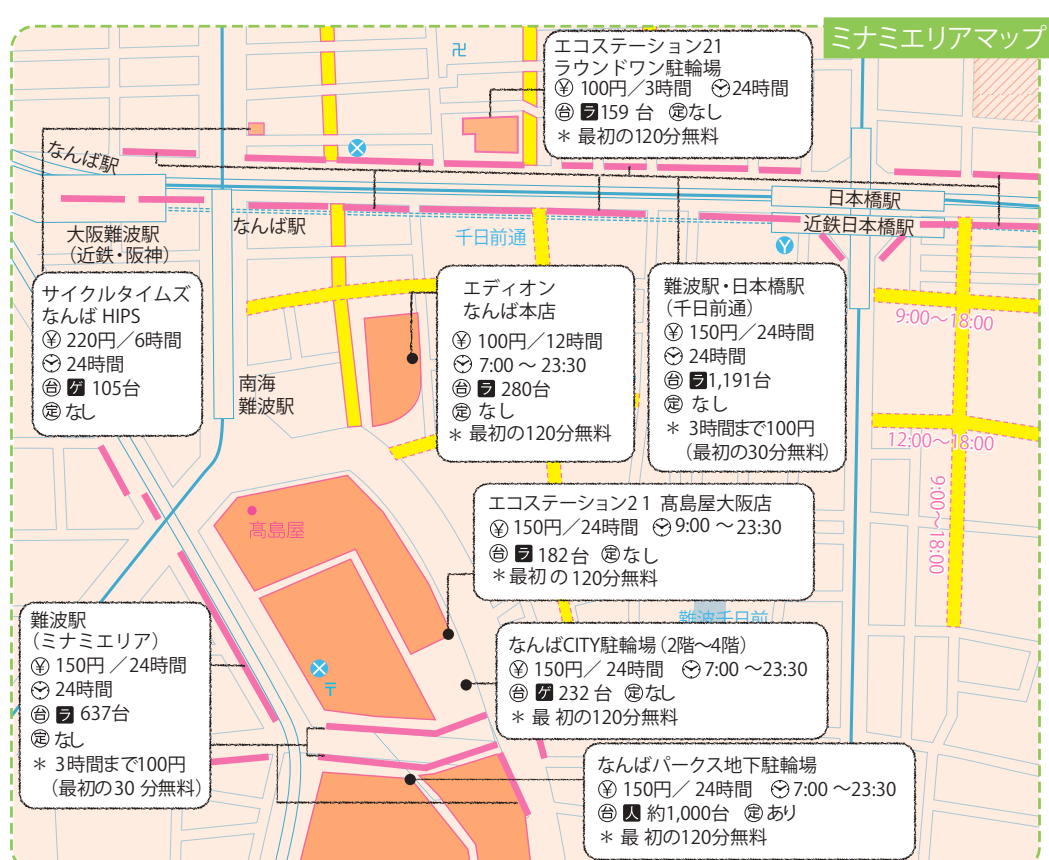 ミナミエリアマップ
エコステーション21
ラウンドワン駐輪場
¥ 100円／3時間 24時間
台 ラ 159 台 定 なし
＊ 最初の120分無料
卍
なんば駅
日本橋駅
近鉄日本橋駅
大阪難波駅
（近鉄・阪神）
なんば駅
千日前通
サイクルタイムズ
なんば HIPS
¥ 220円／6時間
24時間
台 ゲ 105台
定 なし
エディオン
なんば本店
¥ 100円／12時間
7:00 ～ 23:30
台 ラ 280台
定 なし
＊ 最初の120分無料
難波駅・日本橋駅
（千日前通）
¥ 150円／24時間
24時間
台 ラ 1,191台
定 なし
＊ 3時間まで100円
（最初の30分無料）
9:00～18:00
12:00～18:00
9:00～18:00
南海
難波駅
髙島屋
エコステーション2 1 髙島屋大阪店
¥ 150円／24時間 9:00 ～ 23:30
台 ラ 182 台 定 なし
＊最初 の 120分無料
難波千日前
難波駅
（ミナミエリア）
¥ 150円 ／24時間
24時間
台 ラ 637台
定 なし
＊ 3時間まで100円
（最初の30 分無料）
なんばCITY駐輪場（2階～4階）
¥ 150円／ 24時間 7:00 ～23:30
台 ゲ 232 台 定 なし
＊ 最 初の120分無料
〒
なんばパークス地下駐輪場
¥ 150円／ 24時間 7:00 ～23:30
台 人 約1,000台 定 あり
＊ 最 初の120分無料